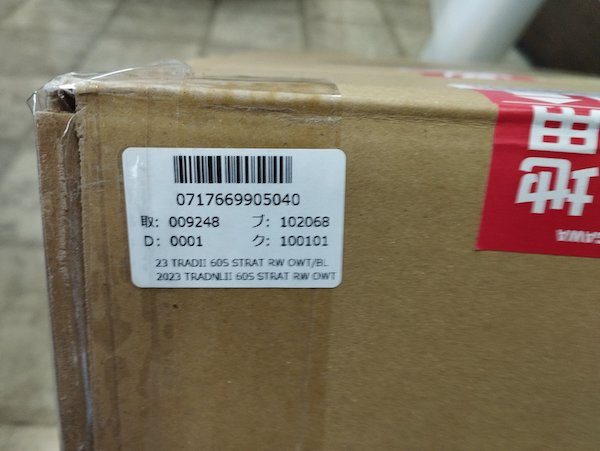 0717669905040
取: 009248 ブ: 102068
D: 0001 ク: 100101
23 TRADII 60S STRAT RW OWT/BL
2023 TRADNLII 60S STRAT RW OWT
GAWA